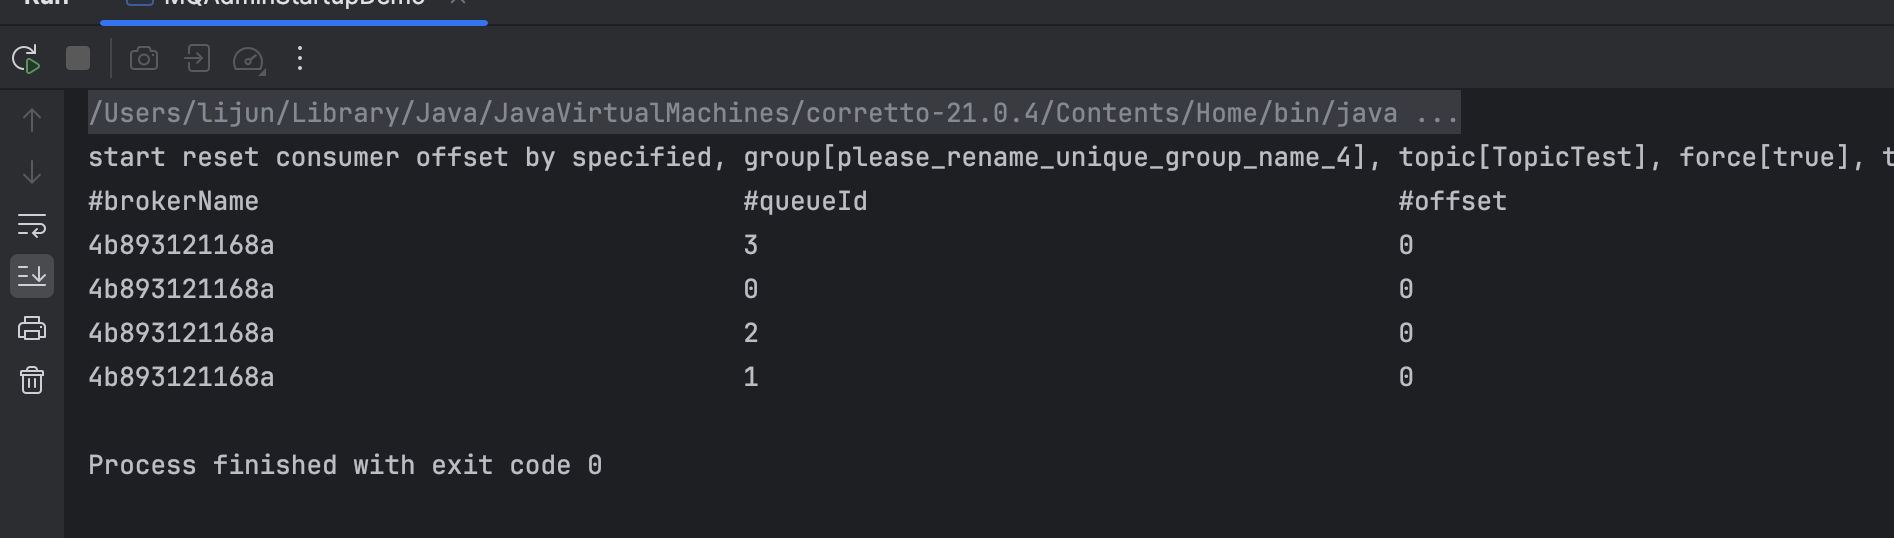 Run MQAdminStartupDemo
/Users/lijun/Library/Java/JavaVirtualMachines/corretto-21.0.4/Contents/Home/bin/java ...
start reset consumer offset by specified, group[please_rename_unique_group_name_4], topic[TopicTest], force[true], t
#brokerName #queueId #offset
4b893121168a 3 0
4b893121168a 0 0
4b893121168a 2 0
4b893121168a 1 0
Process finished with exit code 0